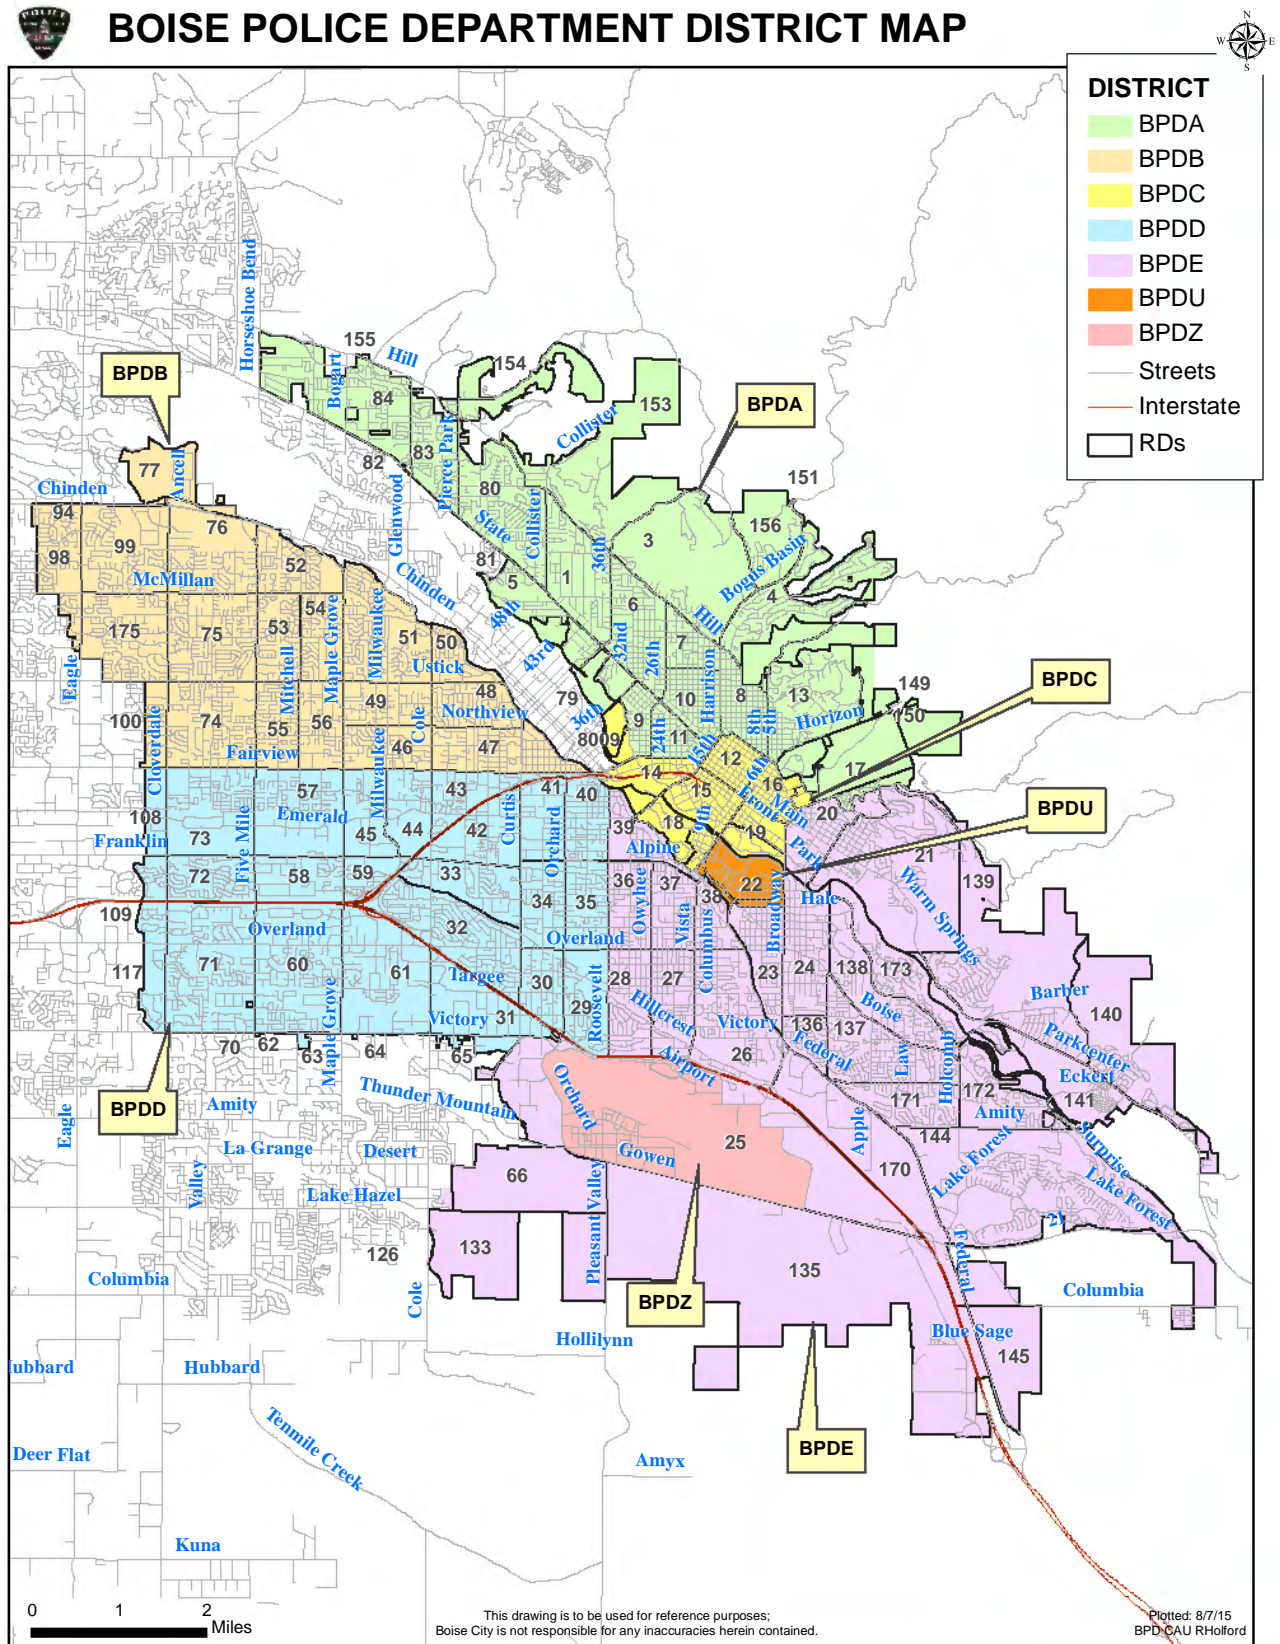 BOISE POLICE DEPARTMENT DISTRICT MAP
POLICE
N
W
E
S
DISTRICT
BPDA
BPDB
BPDC
BPDD
BPDE
BPDU
BPDZ
Streets
Interstate
RDs
Horseshoe Bend
155
Hill
154
BPDB
Bogart
84
153
BPDA
Collister
Pierce Park
83
82
77
Ancell
151
Chinden
80
94
76
Glenwood
State
Collister
156
99
98
52
36th
3
Bogus Basin
81
McMillan
Chinden
5
1
4
54
6
48th
Hill
175
75
53
Maple Grove
Milwaukee
51
50
32nd
26th
7
Ustick
43rd
Eagle
Mitchell
BPDC
Harrison
149
48
79
10
8
13
49
100
74
55
56
Cole
Northview
36th
9
24th
8th
5th
Horizon
150
Cloverdale
Fairview
46
47
8009
11
15th
12
14
6th
17
57
Milwaukee
43
41
40
15
16
Front
Main
20
BPDU
108
Emerald
Curtis
Franklin
73
Five Mile
45
44
42
Orchard
39
18
9th
19
Park
Alpine
21
72
58
59
33
36
37
22
Warm Springs
139
109
34
35
Owyhee
Vista
38
Broadway
Hale
Overland
32
Overland
Columbus
117
71
60
61
Targee
30
28
27
23
24
138
173
Barber
Roosevelt
29
Hillcrest
Boise
140
Victory
31
Victory
136
137
Federal
Parkcenter
70
62
63
Maple Grove
64
65
Airport
26
Law
Holcomb
Eckert
Thunder Mountain
Orchard
172
141
BPDD
Eagle
Amity
171
Amity
La Grange
Desert
Gowen
25
Apple
144
Surprise
Valley
Lake Hazel
66
Pleasant Valley
170
Lake Forest
Lake Forest
21
133
126
135
Federal
Columbia
Cole
BPDZ
Columbia
Hollilynn
Blue Sage
145
Hubbard
BPDE
Tenmile Creek
Deer Flat
Amyx
Kuna
0
1
2
Miles
This drawing is to be used for reference purposes;
Boise City is not responsible for any inaccuracies herein contained.
Plotted: 8/7/15
BPD CAU RHolford